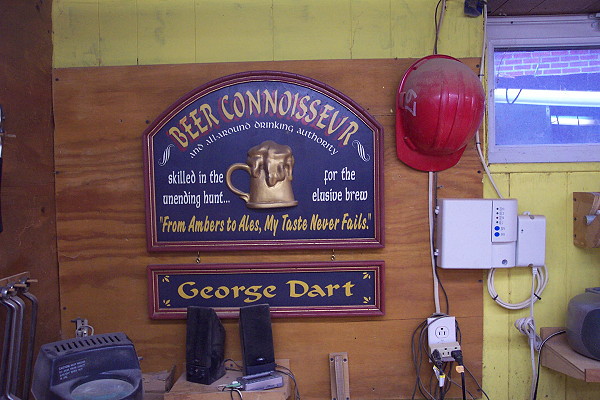 BEER CONNOISSEUR
and all-around drinking authority
skilled in the
unending hunt...
for the
elusive brew
"From Ambers to Ales, My Taste Never Fails."
George Dart